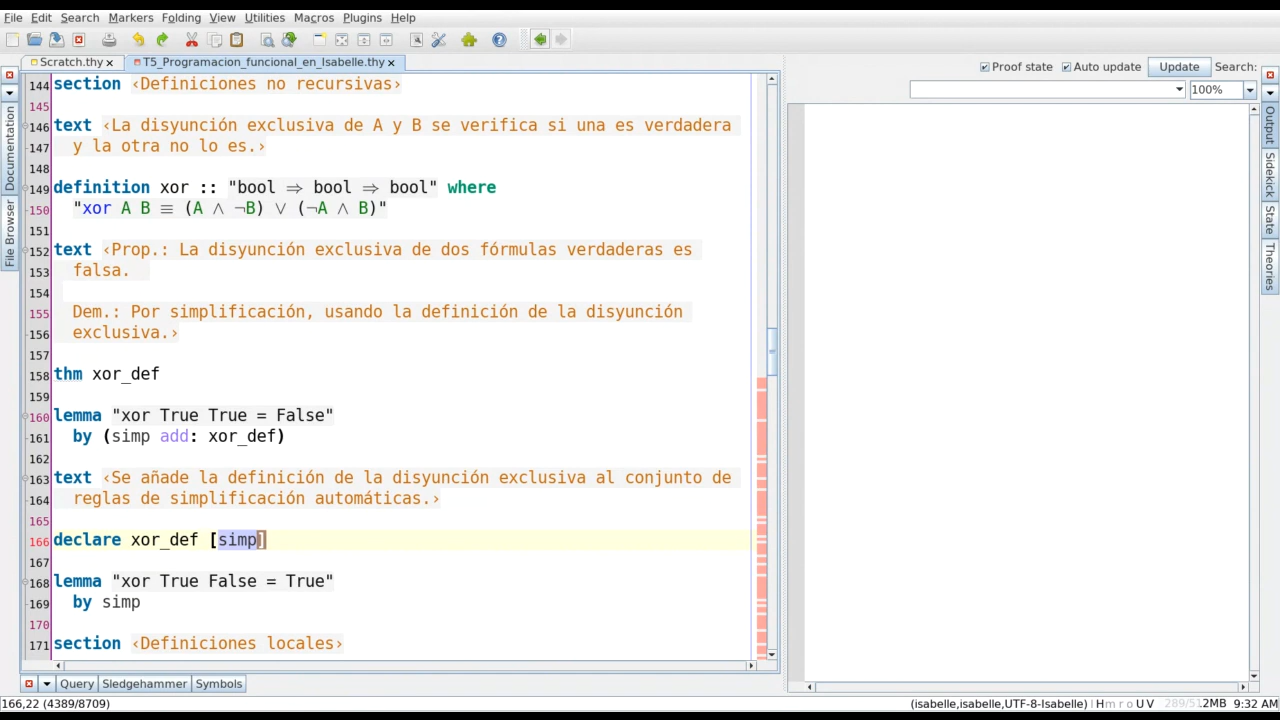 File Edit Search Markers Folding View Utilities Macros Plugins Help
Scratch.thy T5_Programacion_funcional_en_Isabelle.thy
Proof state Auto update Update Search:
100%
Documentation
File Browser
144 section ‹Definiciones no recursivas›
145
146 text ‹La disyunción exclusiva de A y B se verifica si una es verdadera
147 y la otra no lo es.›
148
149 definition xor :: "bool ⇒ bool ⇒ bool" where
150 "xor A B ≡ (A ∧ ¬B) ∨ (¬A ∧ B)"
151
152 text ‹Prop.: La disyunción exclusiva de dos fórmulas verdaderas es
153 falsa.
154
155 Dem.: Por simplificación, usando la definición de la disyunción
156 exclusiva.›
157
158 thm xor_def
159
160 lemma "xor True True = False"
161 by (simp add: xor_def)
162
163 text ‹Se añade la definición de la disyunción exclusiva al conjunto de
164 reglas de simplificación automáticas.›
165
166 declare xor_def [simp]
167
168 lemma "xor True False = True"
169 by simp
170
171 section ‹Definiciones locales›
Output
Sidekick
State
Theories
Query Sledgehammer Symbols
166,22 (4389/8709) (isabelle,isabelle,UTF-8-Isabelle) H m r o U V 2MB 9:32 AM